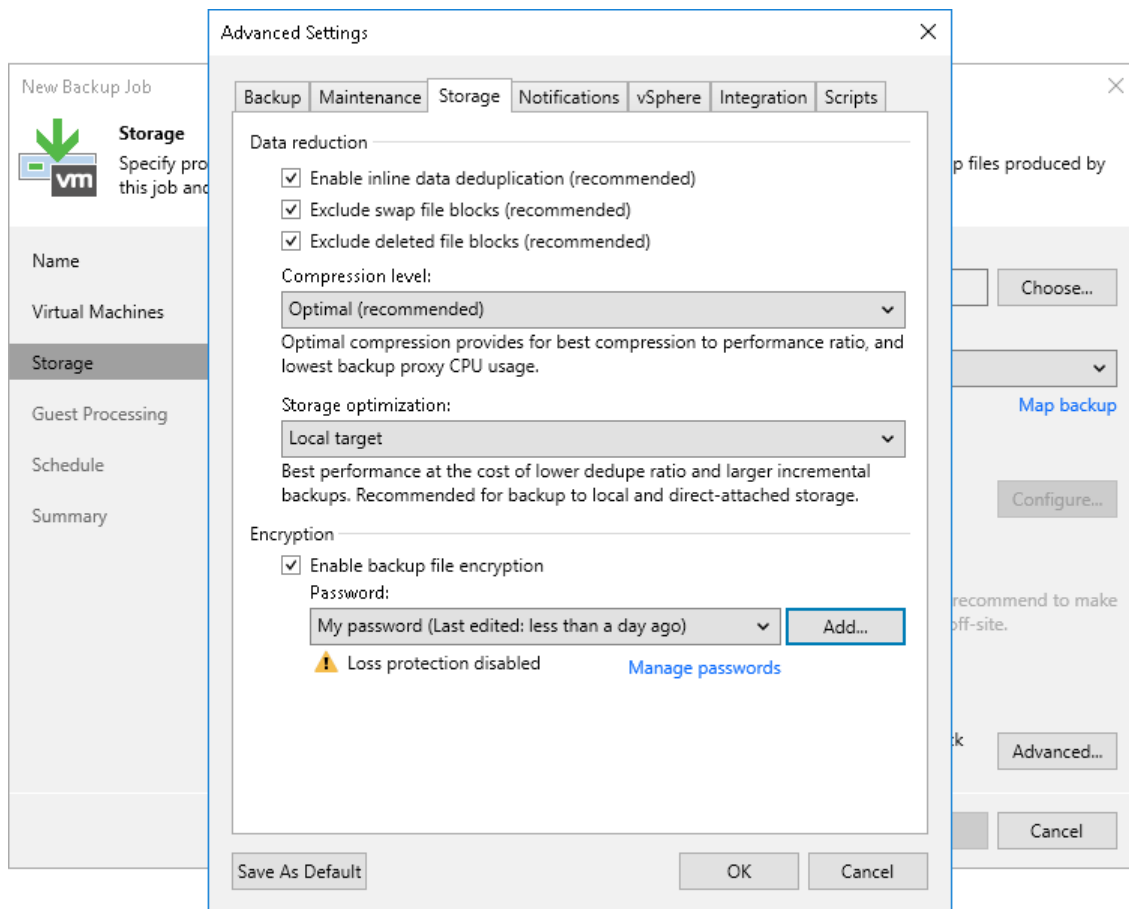 Advanced Settings
New Backup Job
Backup
Maintenance
Storage
Notifications
vSphere
Integration
Scripts
Storage
Specify pro
this job and
p files produced by
Data reduction
Enable inline data deduplication (recommended)
Exclude swap file blocks (recommended)
Exclude deleted file blocks (recommended)
Compression level:
Optimal (recommended)
Optimal compression provides for best compression to performance ratio, and
lowest backup proxy CPU usage.
Storage optimization:
Local target
Best performance at the cost of lower dedupe ratio and larger incremental
backups. Recommended for backup to local and direct-attached storage.
Encryption
Enable backup file encryption
Password:
My password (Last edited: less than a day ago)
Add...
Loss protection disabled
Manage passwords
Save As Default
OK
Cancel
vm
Name
Virtual Machines
Storage
Guest Processing
Schedule
Summary
Choose...
Map backup
Configure...
recommend to make
off-site.
k
Advanced...
Cancel